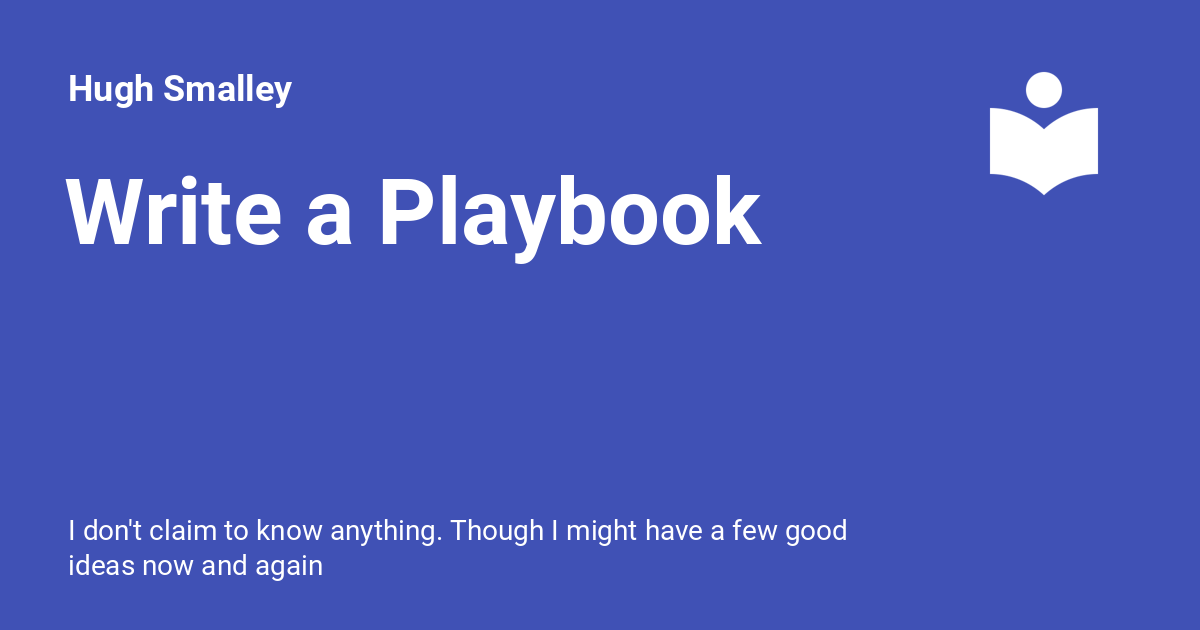 Hugh Smalley
Write a Playbook
I don't claim to know anything. Though I might have a few good
ideas now and again